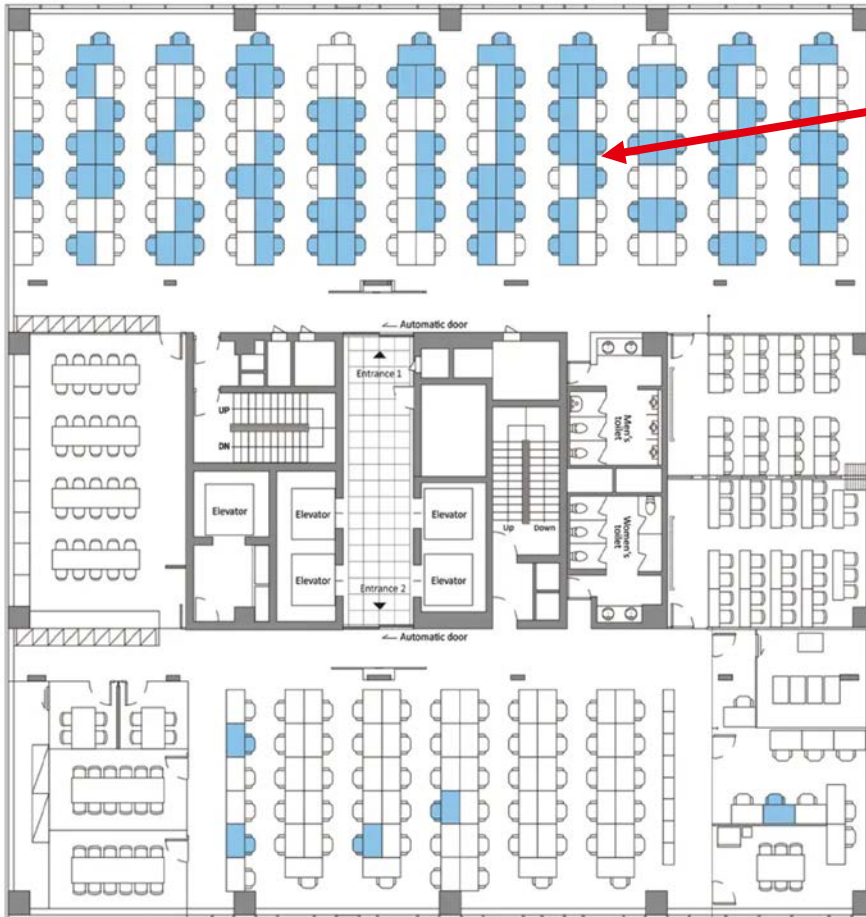 Automatic door
Entrance 1
UP
DN
Men's
toilet
Elevator
Elevator
Elevator
Up
Down
Women's
toilet
Elevator
Elevator
Entrance 2
Automatic door